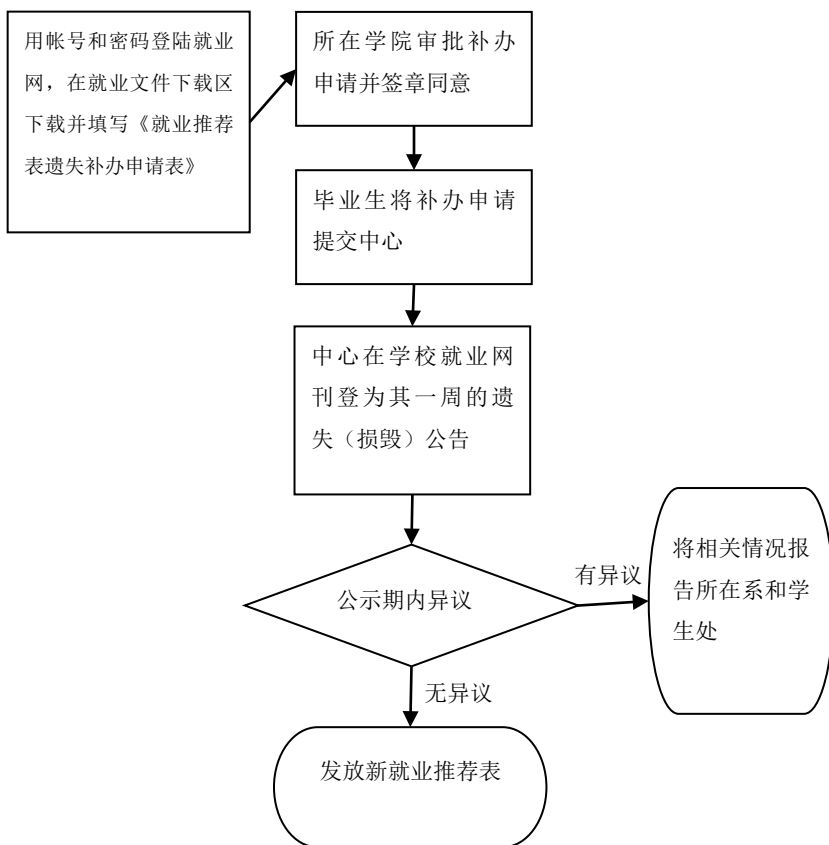 用帐号和密码登陆就业
网，在就业文件下载区
下载并填写《就业推荐
表遗失补办申请表》
所在学院审批补办
申请并签章同意
毕业生将补办申请
提交中心
中心在学校就业网
刊登为其一周的遗
失（损毁）公告
公示期内异议
有异议
将相关情况报
告所在系和学
生处
无异议
发放新就业推荐表